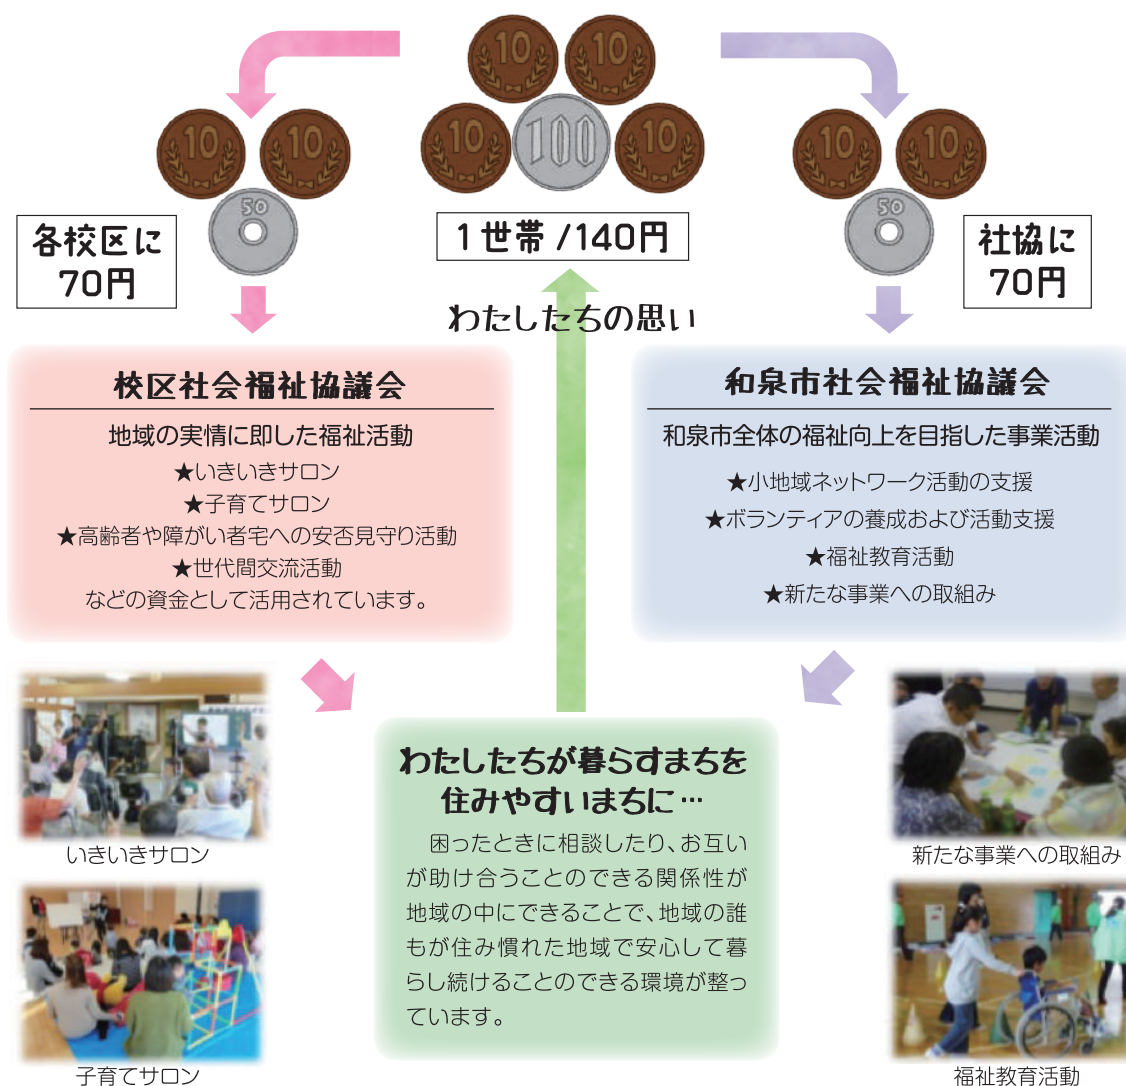 10 10
10 100 10
1世帯/140円
10 10
50
各校区に
70円
10 10
50
社協に
70円
わたしたちの思い
校区社会福祉協議会
地域の実情に即した福祉活動
★いきいきサロン
★子育てサロン
★高齢者や障がい者宅への安否見守り活動
★世代間交流活動
などの資金として活用されています。
和泉市社会福祉協議会
和泉市全体の福祉向上を目指した事業活動
★小地域ネットワーク活動の支援
★ボランティアの養成および活動支援
★福祉教育活動
★新たな事業への取組み
いきいきサロン
子育てサロン
わたしたちが暮らすまちを
住みやすいまちに…
困ったときに相談したり、お互い
が助け合うことのできる関係性が
地域の中にできることで、地域の誰
もが住み慣れた地域で安心して暮
らし続けることのできる環境が整っ
ています。
新たな事業への取組み
福祉教育活動